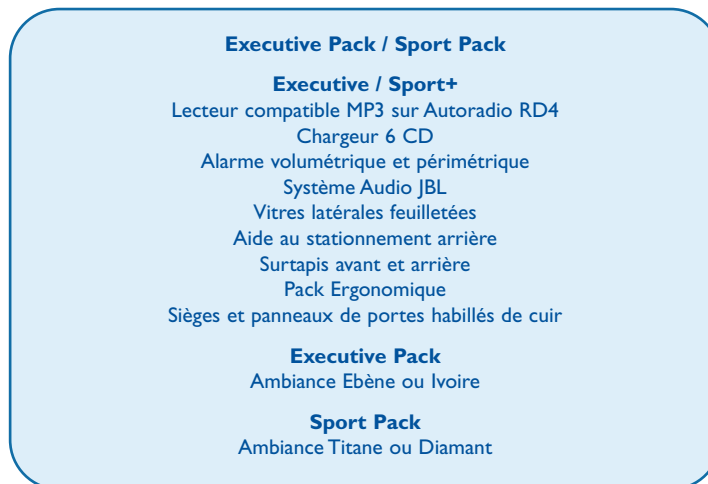 Executive Pack / Sport Pack
Executive / Sport+
Lecteur compatible MP3 sur Autoradio RD4
Chargeur 6 CD
Alarme volumétrique et périmétrique
Système Audio JBL
Vitres latérales feuilletées
Aide au stationnement arrière
Surtapis avant et arrière
Pack Ergonomique
Sièges et panneaux de portes habillés de cuir
Executive Pack
Ambiance Ebène ou Ivoire
Sport Pack
Ambiance Titane ou Diamant